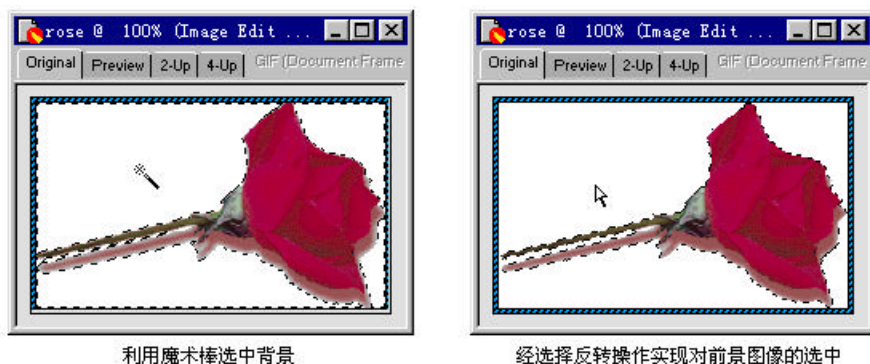 rose @ 100% (Image Edit ...
Original Preview 2-Up 4-Up GIF (Document Frame
利用魔术棒选中背景
rose @ 100% (Image Edit ...
Original Preview 2-Up 4-Up GIF (Document Frame
经选择反转操作实现对前景图像的选中